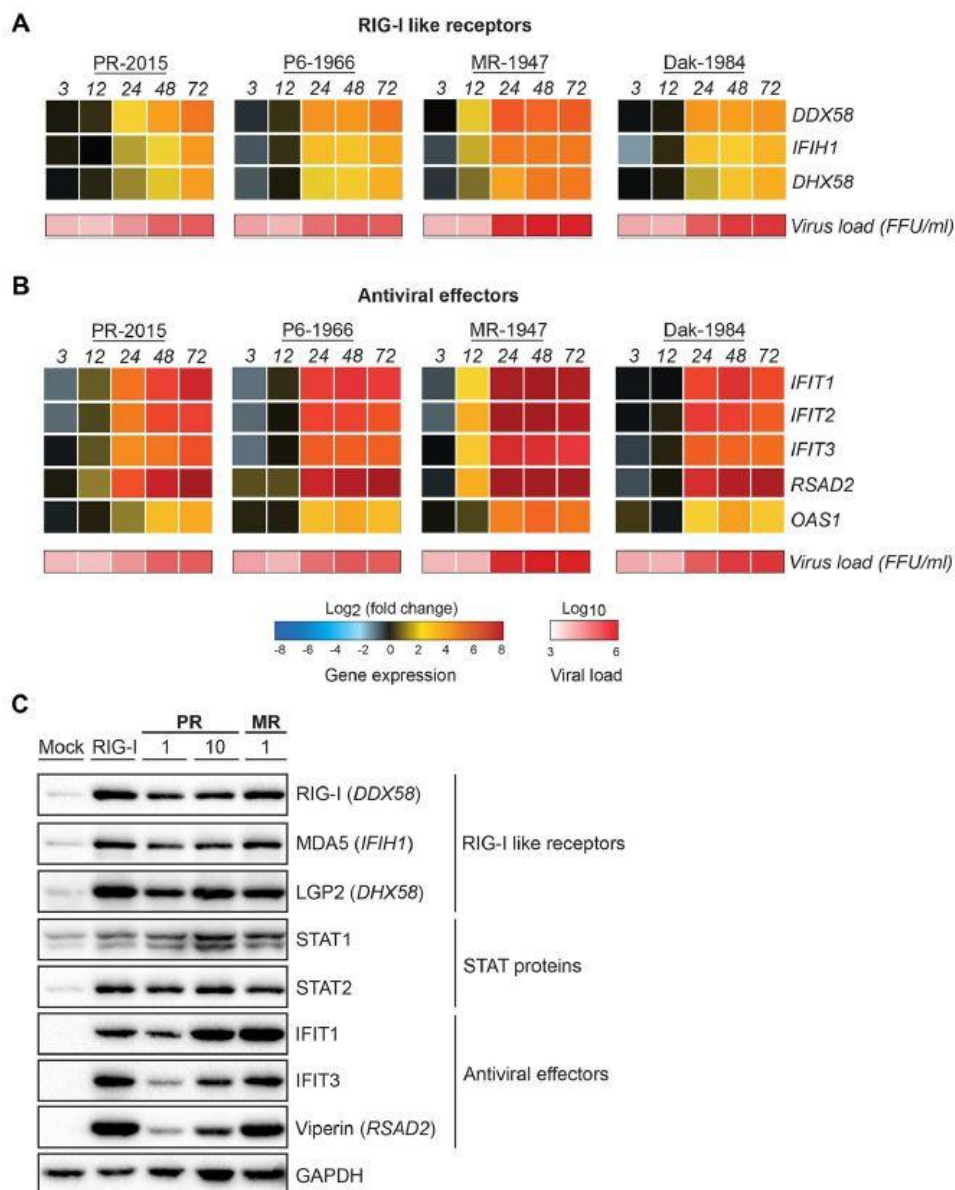 A
RIG-I like receptors
PR-2015 P6-1966 MR-1947 Dak-1984
3 12 24 48 72 3 12 24 48 72 3 12 24 48 72 3 12 24 48 72
DDX58
IFIH1
DHX58
Virus load (FFU/ml)
B
Antiviral effectors
PR-2015 P6-1966 MR-1947 Dak-1984
3 12 24 48 72 3 12 24 48 72 3 12 24 48 72 3 12 24 48 72
IFIT1
IFIT2
IFIT3
RSAD2
OAS1
Virus load (FFU/ml)
Log2 (fold change) Log10
-8 -6 -4 -2 0 2 4 6 8 3 6
Gene expression Viral load
C
PR MR
Mock RIG-I 1 10 1
RIG-I (DDX58)
MDA5 (IFIH1)
RIG-I like receptors
LGP2 (DHX58)
STAT1
STAT proteins
STAT2
IFIT1
IFIT3
Antiviral effectors
Viperin (RSAD2)
GAPDH